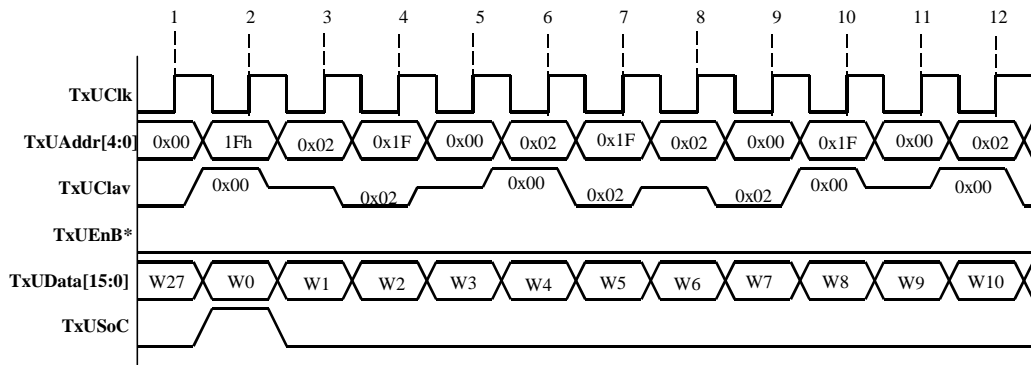 1 2 3 4 5 6 7 8 9 10 11 12
TxUClk
TxUAddr[4:0] 0x00 1Fh 0x02 0x1F 0x00 0x02 0x1F 0x02 0x00 0x1F 0x00 0x02
TxUClav 0x00 0x02 0x00 0x02 0x02 0x00 0x00
TxUEnB*
TxUData[15:0] W27 W0 W1 W2 W3 W4 W5 W6 W7 W8 W9 W10
TxUSoC